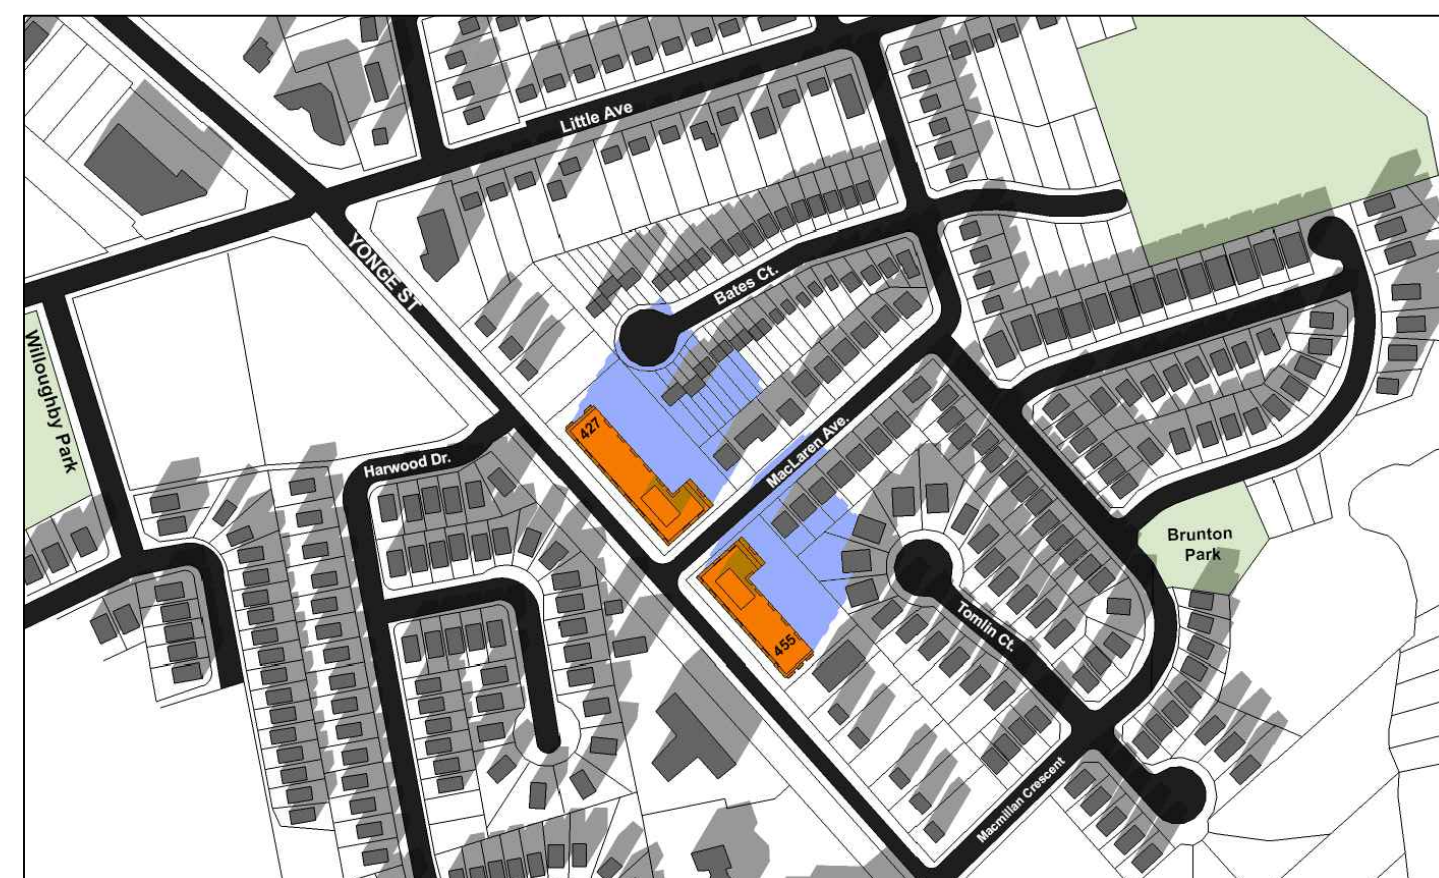 Little Ave
YONGE ST
Bates Ct.
Willoughby Park
427
MacLaren Ave.
Harwood Dr.
Brunton
Park
Tomlin Ct.
455
Macmillan Crescent